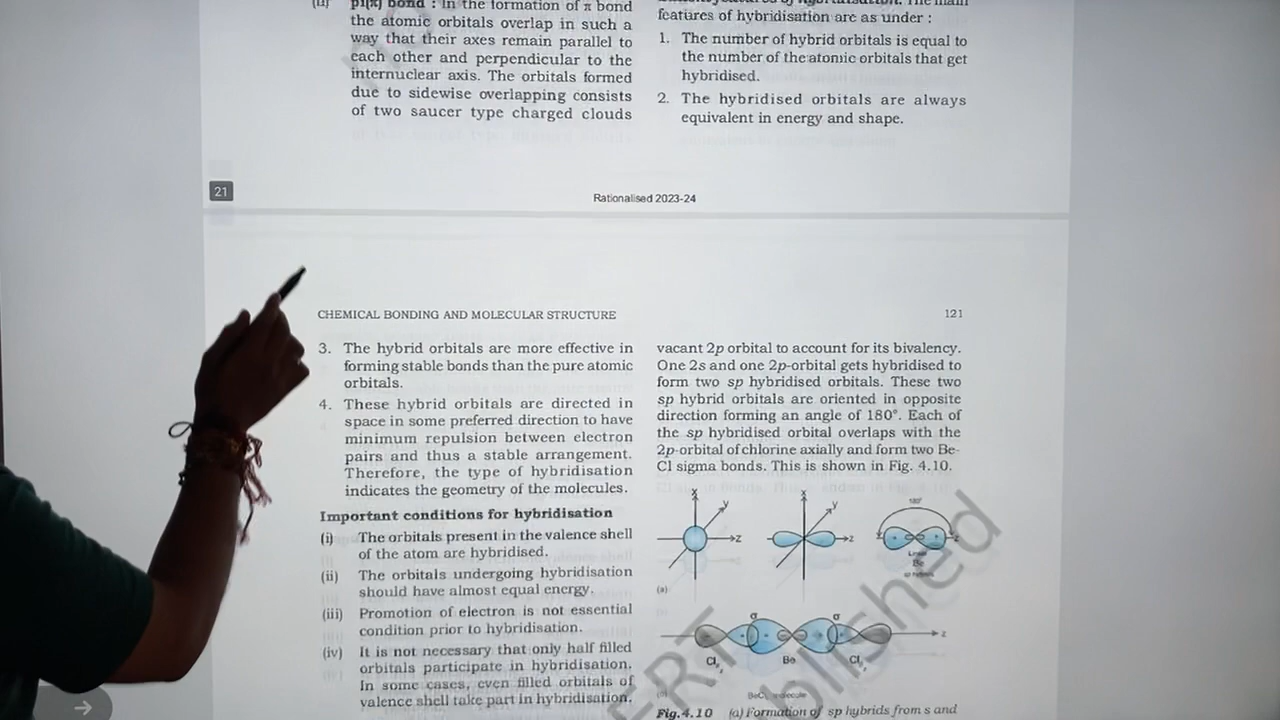 (ii) pi(π) bond : In the formation of π bond
the atomic orbitals overlap in such a
way that their axes remain parallel to
each other and perpendicular to the
internuclear axis. The orbitals formed
due to sidewise overlapping consists
of two saucer type charged clouds
The main
features of hybridisation are as under :
1. The number of hybrid orbitals is equal to
the number of the atomic orbitals that get
hybridised.
2. The hybridised orbitals are always
equivalent in energy and shape.
21
Rationalised 2023-24
CHEMICAL BONDING AND MOLECULAR STRUCTURE
121
3. The hybrid orbitals are more effective in
forming stable bonds than the pure atomic
orbitals.
4. These hybrid orbitals are directed in
space in some preferred direction to have
minimum repulsion between electron
pairs and thus a stable arrangement.
Therefore, the type of hybridisation
indicates the geometry of the molecules.
Important conditions for hybridisation
(i) The orbitals present in the valence shell
of the atom are hybridised.
(ii) The orbitals undergoing hybridisation
should have almost equal energy.
(iii) Promotion of electron is not essential
condition prior to hybridisation.
(iv) It is not necessary that only half filled
orbitals participate in hybridisation.
In some cases, even filled orbitals of
valence shell take part in hybridisation.
vacant 2p orbital to account for its bivalency.
One 2s and one 2p-orbital gets hybridised to
form two sp hybridised orbitals. These two
sp hybrid orbitals are oriented in opposite
direction forming an angle of 180°. Each of
the sp hybridised orbital overlaps with the
2p-orbital of chlorine axially and form two Be-
Cl sigma bonds. This is shown in Fig. 4.10.
x y z
x y z
180°
Linear
Be
(a)
σ σ
z
Cl Be Cl
BeCl₂ molecule
Fig.4.10 (a) Formation of sp hybrids from s and